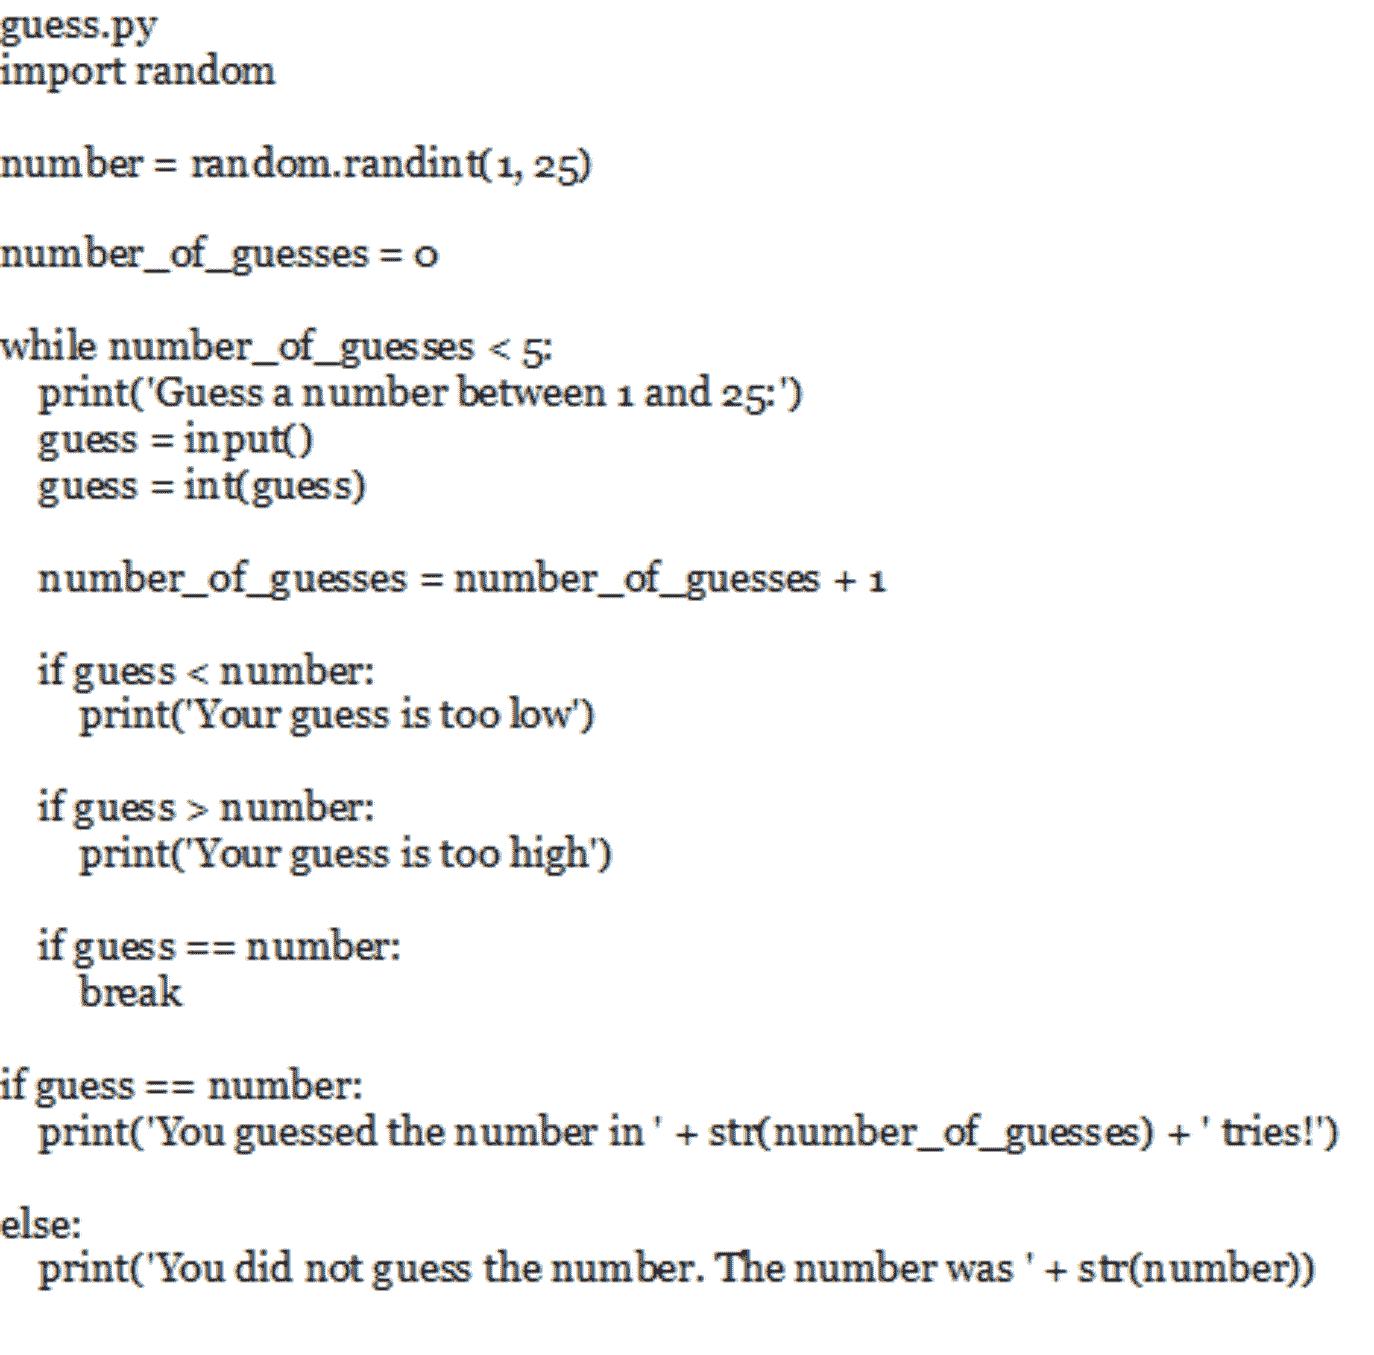 guess.py
import random
number = random.randint(1, 25)
number_of_guesses = 0
while number_of_guesses < 5:
    print('Guess a number between 1 and 25:')
    guess = input()
    guess = int(guess)
    number_of_guesses = number_of_guesses + 1
    if guess < number:
        print('Your guess is too low')
    if guess > number:
        print('Your guess is too high')
    if guess == number:
        break
if guess == number:
    print('You guessed the number in ' + str(number_of_guesses) + ' tries!')
else:
    print('You did not guess the number. The number was ' + str(number))